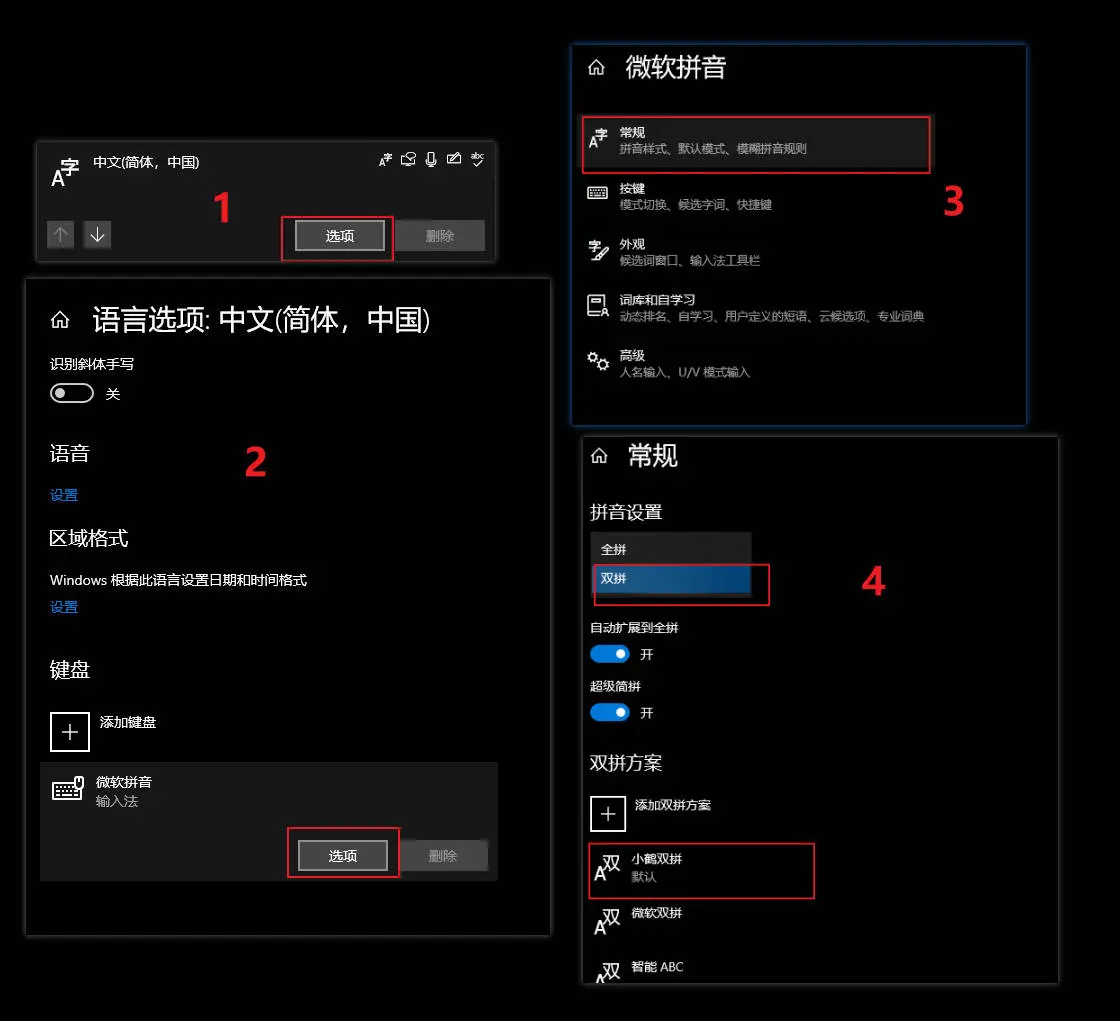 中文(简体，中国)
1
选项
删除
语言选项: 中文(简体，中国)
识别斜体手写
关
语音
2
设置
区域格式
Windows 根据此语言设置日期和时间格式
设置
键盘
添加键盘
微软拼音
输入法
选项
删除
微软拼音
常规
拼音样式、默认模式、模糊拼音规则
3
按键
模式切换、候选字词、快捷键
外观
候选词窗口、输入法工具栏
词库和自学习
动态排名、自学习、用户定义的短语、云候选项、专业词典
高级
人名输入、U/V 模式输入
常规
拼音设置
全拼
双拼
4
自动扩展到全拼
开
超级简拼
开
双拼方案
添加双拼方案
小鹤双拼
默认
微软双拼
智能 ABC